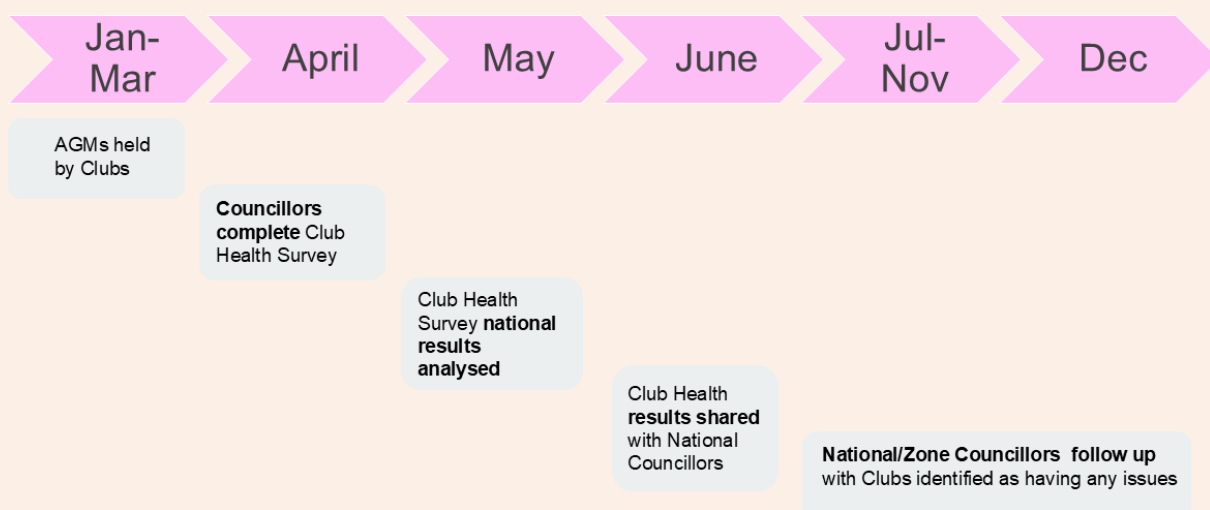 Jan-
Mar
April
May
June
Jul-
Nov
Dec
AGMs held
by Clubs
Councillors
complete Club
Health Survey
Club Health
Survey national
results
analysed
Club Health
results shared
with National
Councillors
National/Zone Councillors  follow up
with Clubs identified as having any issues